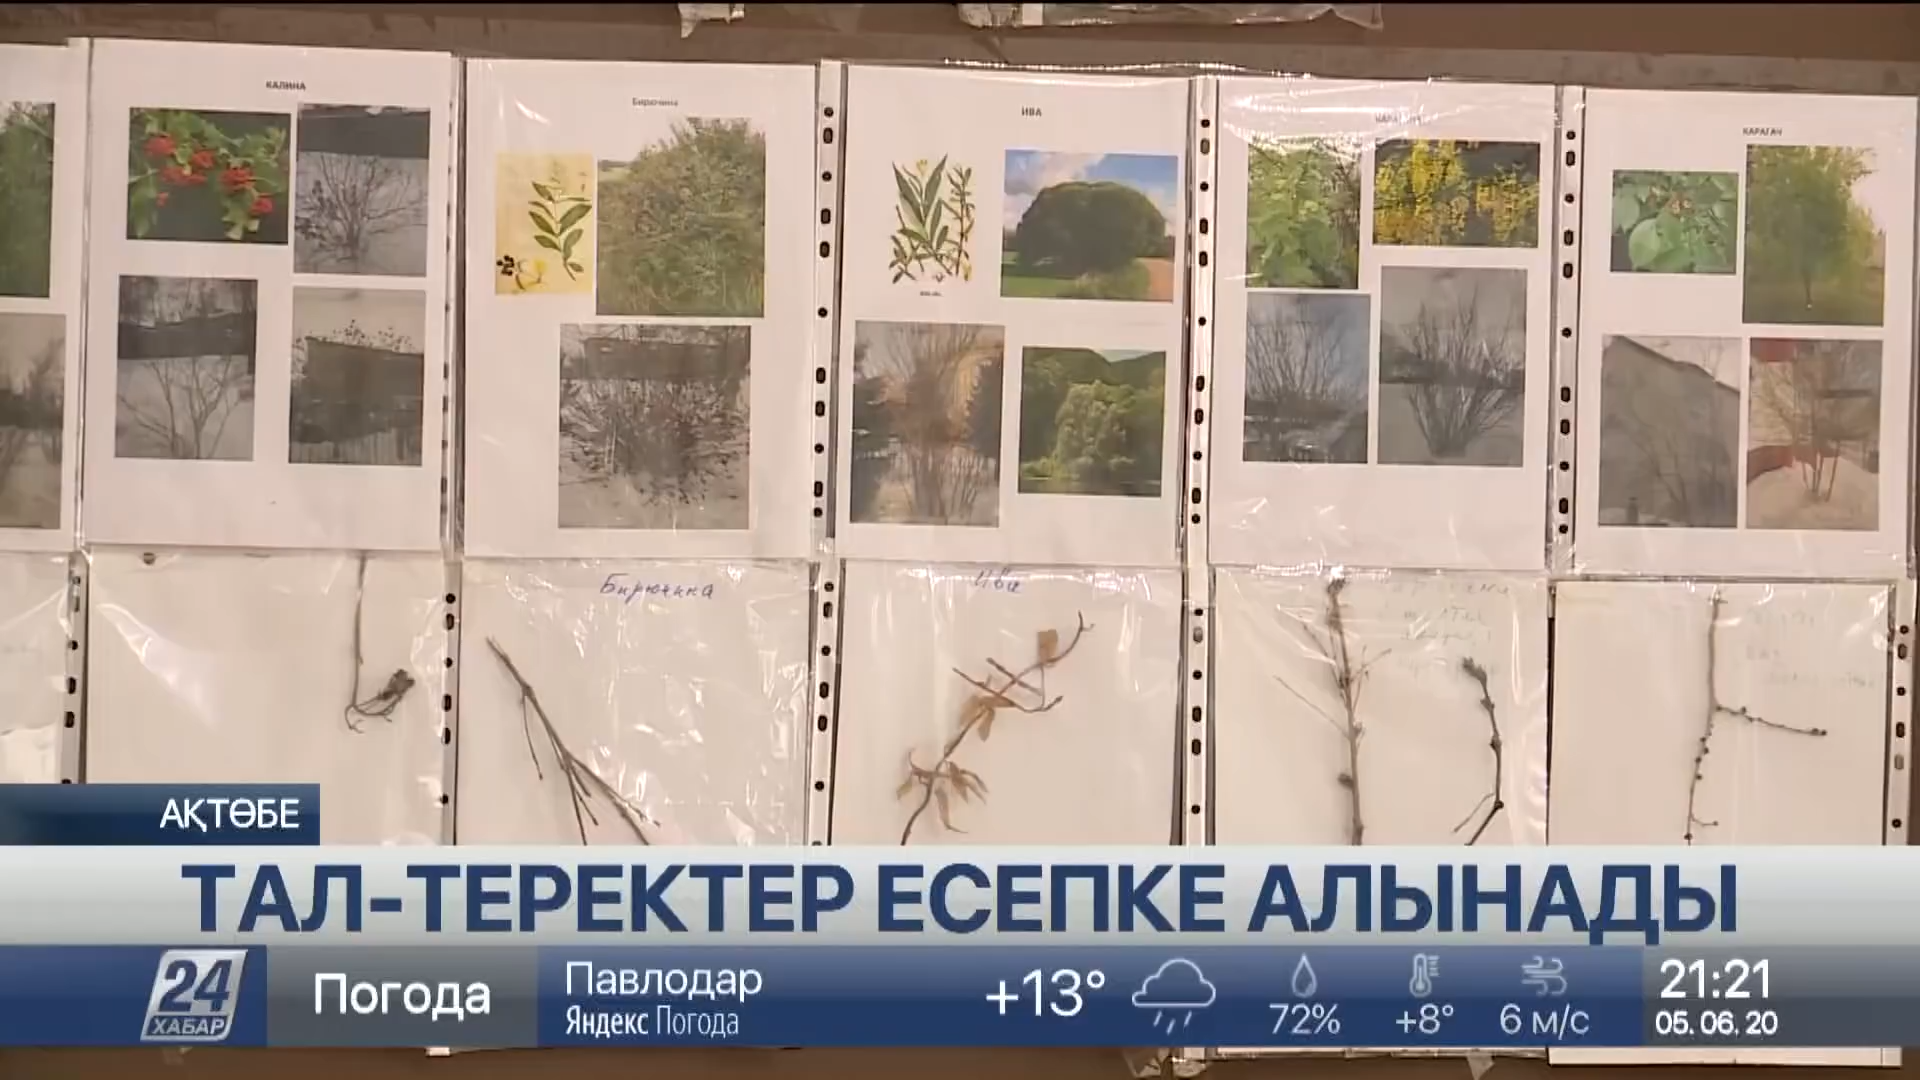 КАЛИНА
Бирючина
ИВА
КАРАГАЧ
Бирючина
Ива
АҚТӨБЕ
ТАЛ-ТЕРЕКТЕР ЕСЕПКЕ АЛЫНАДЫ
24
ХАБАР
Погода
Павлодар
Яндекс Погода
+13°
72%
+8°
6 м/с
21:21
05. 06. 20